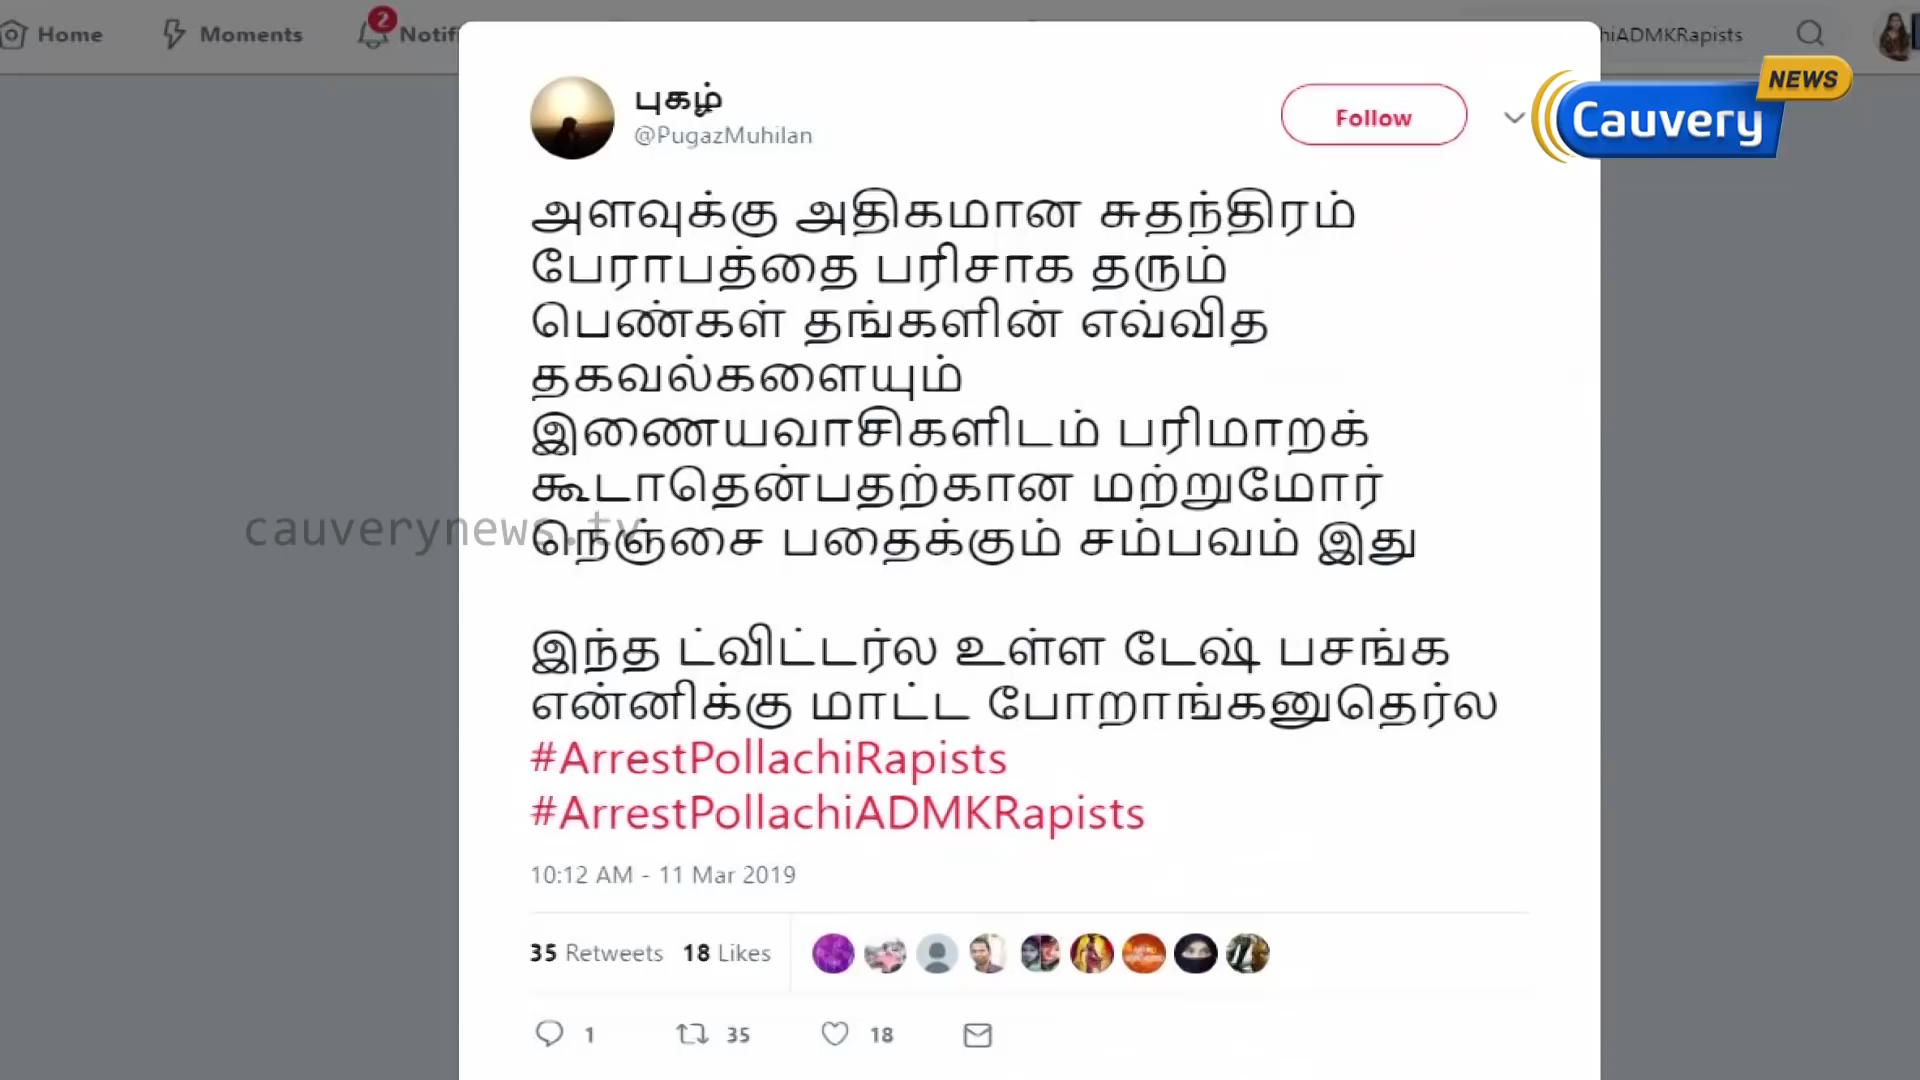 Home Moments 2 Notif hiADMKRapists
NEWS
Cauvery
புகழ்
@PugazMuhilan
Follow
அளவுக்கு அதிகமான சுதந்திரம்
பேராபத்தை பரிசாக தரும்
பெண்கள் தங்களின் எவ்வித
தகவல்களையும்
இணையவாசிகளிடம் பரிமாறக்
கூடாதென்பதற்கான மற்றுமோர்
நெஞ்சை பதைக்கும் சம்பவம் இது
cauverynews.tv
இந்த ட்விட்டர்ல உள்ள டேஷ் பசங்க
என்னிக்கு மாட்ட போறாங்கனுதெர்ல
#ArrestPollachiRapists
#ArrestPollachiADMKRapists
10:12 AM - 11 Mar 2019
35 Retweets 18 Likes
1 35 18